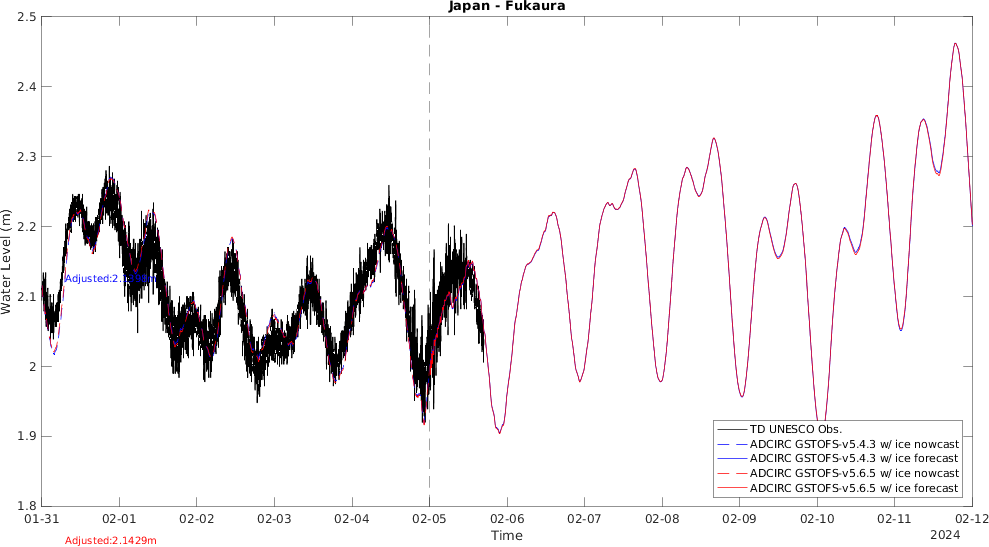 Japan - Fukaura
2.5
2.4
2.3
2.2
2.1
2
1.9
1.8
Water Level (m)
01-31
02-01
02-02
02-03
02-04
02-05
02-06
02-07
02-08
02-09
02-10
02-11
02-12
Time
2024
Adjusted:2.1429m
TD UNESCO Obs.
ADCIRC GSTOFS-v5.4.3 w/ ice nowcast
ADCIRC GSTOFS-v5.4.3 w/ ice forecast
ADCIRC GSTOFS-v5.6.5 w/ ice nowcast
ADCIRC GSTOFS-v5.6.5 w/ ice forecast